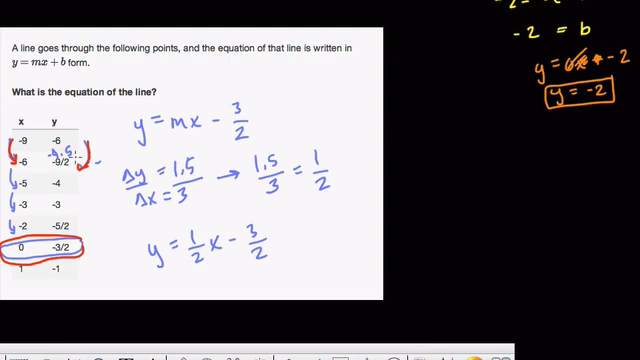 A line goes through the following points, and the equation of that line is written in
y = mx + b form.
What is the equation of the line?
x y
-9 -6
-4.5
-6 -9/2
-5 -4
-3 -3
-2 -5/2
0 -3/2
1 -1
y = mx - 3/2
Δy/Δx = 1.5/3 → 1.5/3 = 1/2
y = 1/2 x - 3/2
-2 = b
y = 0x + -2
y = -2